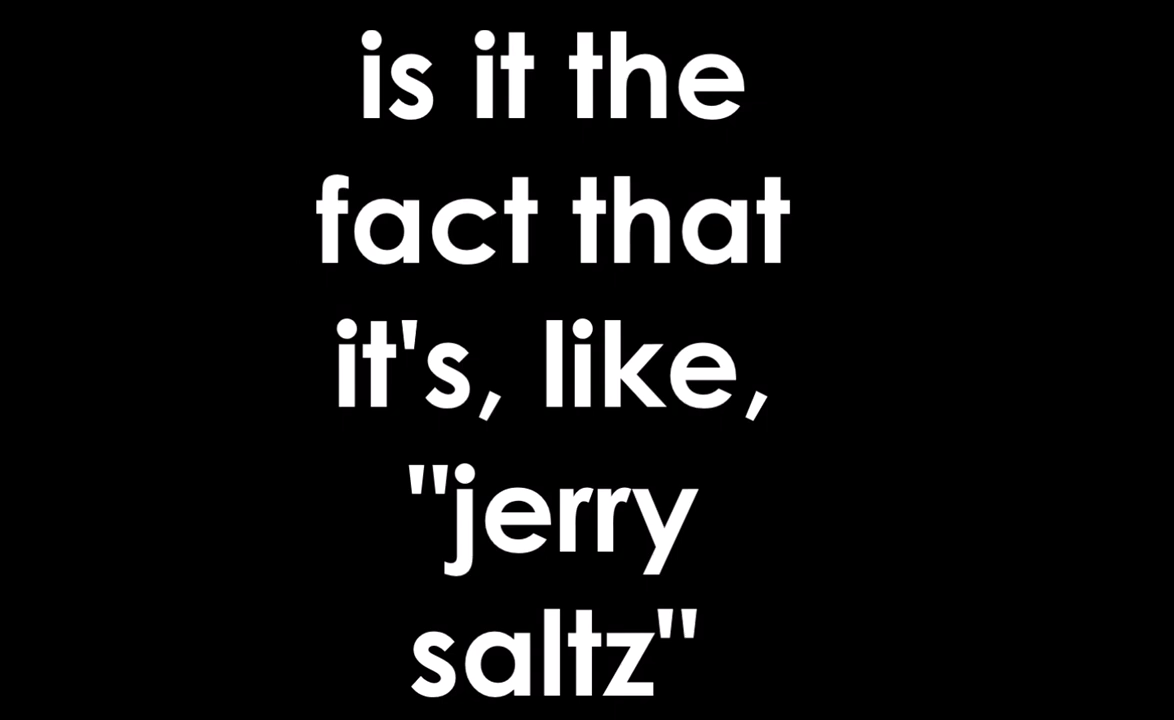 is it the
fact that
it's, like,
"jerry
saltz"